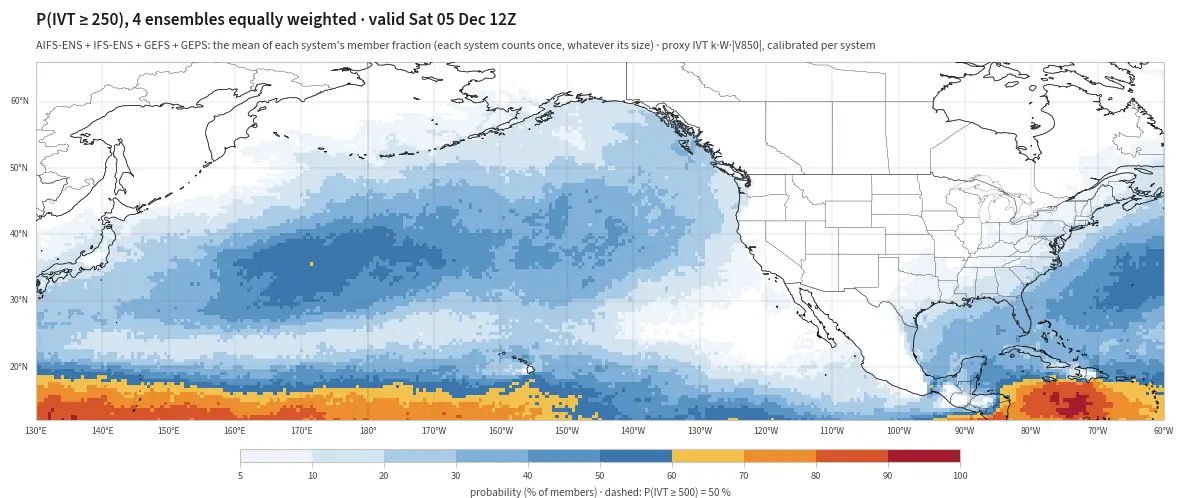 P(IVT ≥ 250), 4 ensembles equally weighted · valid Sat 05 Dec 12Z
AIFS-ENS + IFS-ENS + GEFS + GEPS: the mean of each system's member fraction (each system counts once, whatever its size) · proxy IVT k·W·|V850|, calibrated per system
60°N
50°N
40°N
30°N
20°N
130°E 140°E 150°E 160°E 170°E 180° 170°W 160°W 150°W 140°W 130°W 120°W 110°W 100°W 90°W 80°W 70°W 60°W
5 10 20 30 40 50 60 70 80 90 100
probability (% of members) · dashed: P(IVT ≥ 500) = 50 %